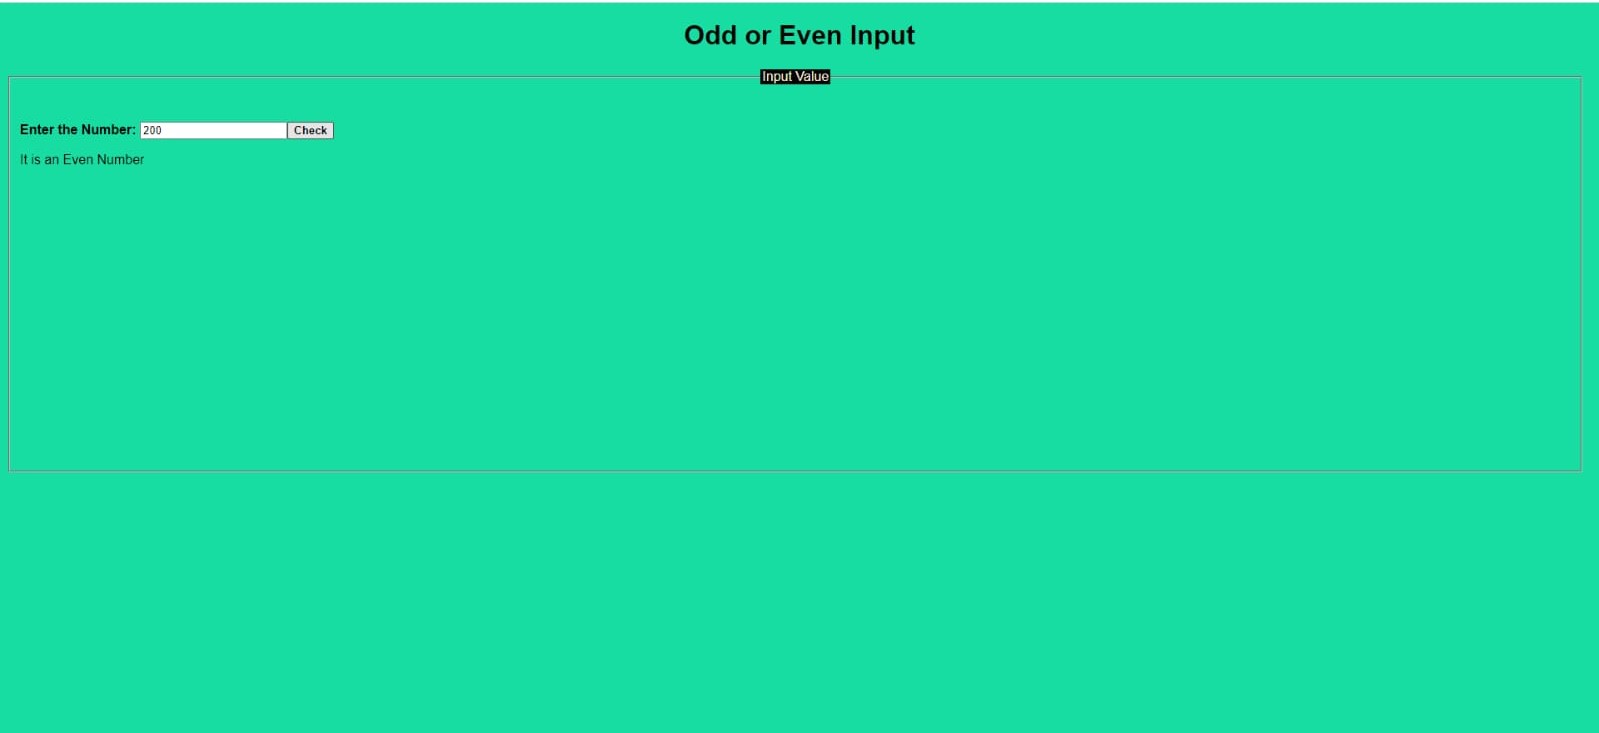 Odd or Even Input
Input Value
Enter the Number: 200 Check
It is an Even Number